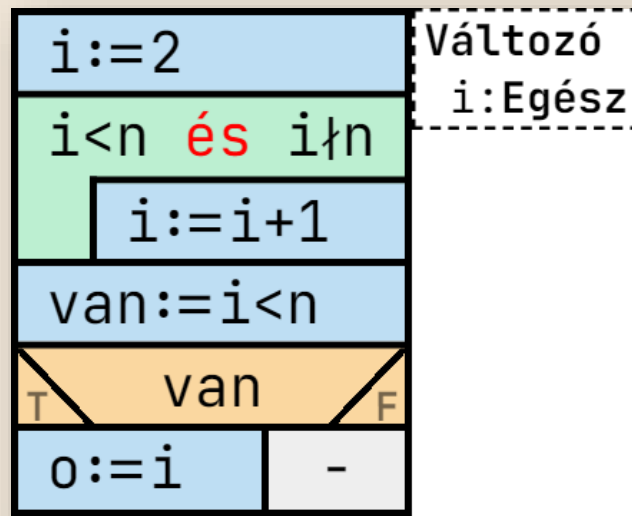 i:=2
Változó
i:Egész
i<n és i∤n
i:=i+1
van:=i<n
T van F
o:=i -